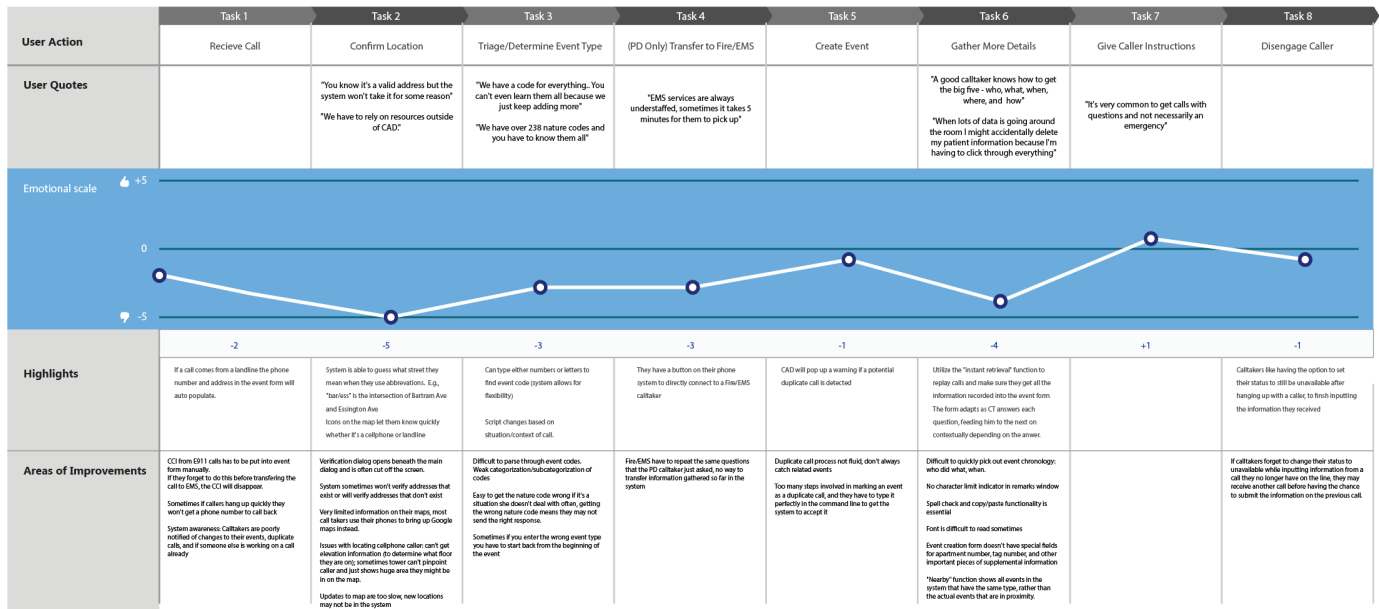 Task 1
Task 2
Task 3
Task 4
Task 5
Task 6
Task 7
Task 8
User Action
Recieve Call
Confirm Location
Triage/Determine Event Type
(PD Only) Transfer to Fire/EMS
Create Event
Gather More Details
Give Caller Instructions
Disengage Caller
User Quotes
"You know it's a valid address but the
system won't take it for some reason"
"We have to rely on resources outside
of CAD."
"We have a code for everything.. You
can't even learn them all because we
just keep adding more"
"We have over 238 nature codes and
you have to know them all"
"EMS services are always
understaffed, sometimes it takes 5
minutes for them to pick up"
"A good calltaker knows how to get
the big five - who, what, when,
where, and how"
"When lots of data is going around
the room I might accidentally delete
my patient information because I'm
having to click through everything"
"It's very common to get calls with
questions and not necessarily an
emergency"
Emotional scale
+5
0
-5
-2
-5
-3
-3
-1
-4
+1
-1
Highlights
If a call comes from a landline the phone
number and address in the event form will
auto populate.
System is able to guess what street they
mean when they use abbrevations. E.g.,
"bar/ess" is the intersection of Bartram Ave
and Essington Ave
Icons on the map let them know quickly
whether it's a cellphone or landline
Can type either numbers or letters to
find event code (system allows for
flexibility)
Script changes based on
situation/context of call.
They have a button on their phone
system to directly connect to a Fire/EMS
calltaker
CAD will pop up a warning if a potential
duplicate call is detected
Utilize the "instant retrieval" function to
replay calls and make sure they get all the
information recorded into the event form
The form adapts as CT answers each
question, feeding him to the next on
contextually depending on the anwer.
Calltakers like having the option to set
their status to still be unavailable after
hanging up with a caller, to finsh inputting
the information they received
Areas of Improvements
CCI from E911 calls has to be put into event
form manually.
If they forget to do this before transfering the
call to EMS, the CCI will disappear.
Sometimes if callers hang up quickly they
won't get a phone number to call back
System awareness: Calltakers are poorly
notified of changes to their events, duplicate
calls, and if someone else is working on a call
already
Verification dialog opens beneath the main
dialog and is often cut off the screen.
System sometimes won't verify addresses that
exist or will verify addresses that don't exist
Very limited information on their maps, most
call takers use their phones to bring up Google
maps instead.
Issues with locating cellphone caller: can't get
elevation information (to determine what floor
they are on); sometimes tower can't pinpoint
caller and just shows huge area they might be
in on the map.
Updates to map are too slow, new locations
may not be in the system
Difficult to parse through event codes.
Weak categorization/subcategorization of
codes
Easy to get the nature code wrong if it's a
situation she doesn't deal with often, getting
the wrong nature code means they may not
send the right response.
Sometimes if you enter the wrong event type
you have to start back from the beginning of
the event
Fire/EMS have to repeat the same questions
that the PD calltaker just asked, no way to
transfer information gathered so far in the
system
Duplicate call process not fluid, don't always
catch related events
Too many steps involved in marking an event
as a duplicate call, and they have to type it
perfectly in the command line to get the
system to accept it
Difficult to quickly pick out event chronology:
who did what, when.
No character limit indicator in remarks window
Spell check and copy/paste functionality is
essential
Font is difficult to read sometimes
Event creation form doesn't have special fields
for apartment number, tag number, and other
important pieces of supplemental information
"Nearby" function shows all events in the
system that have the same type, rather than
the actual events that are in proximity.
If calltakers forget to change their status to
unavailable while inputing information from a
call they no longer have on the line, they may
receive another call before having the chance
to submit the information on the previous call.